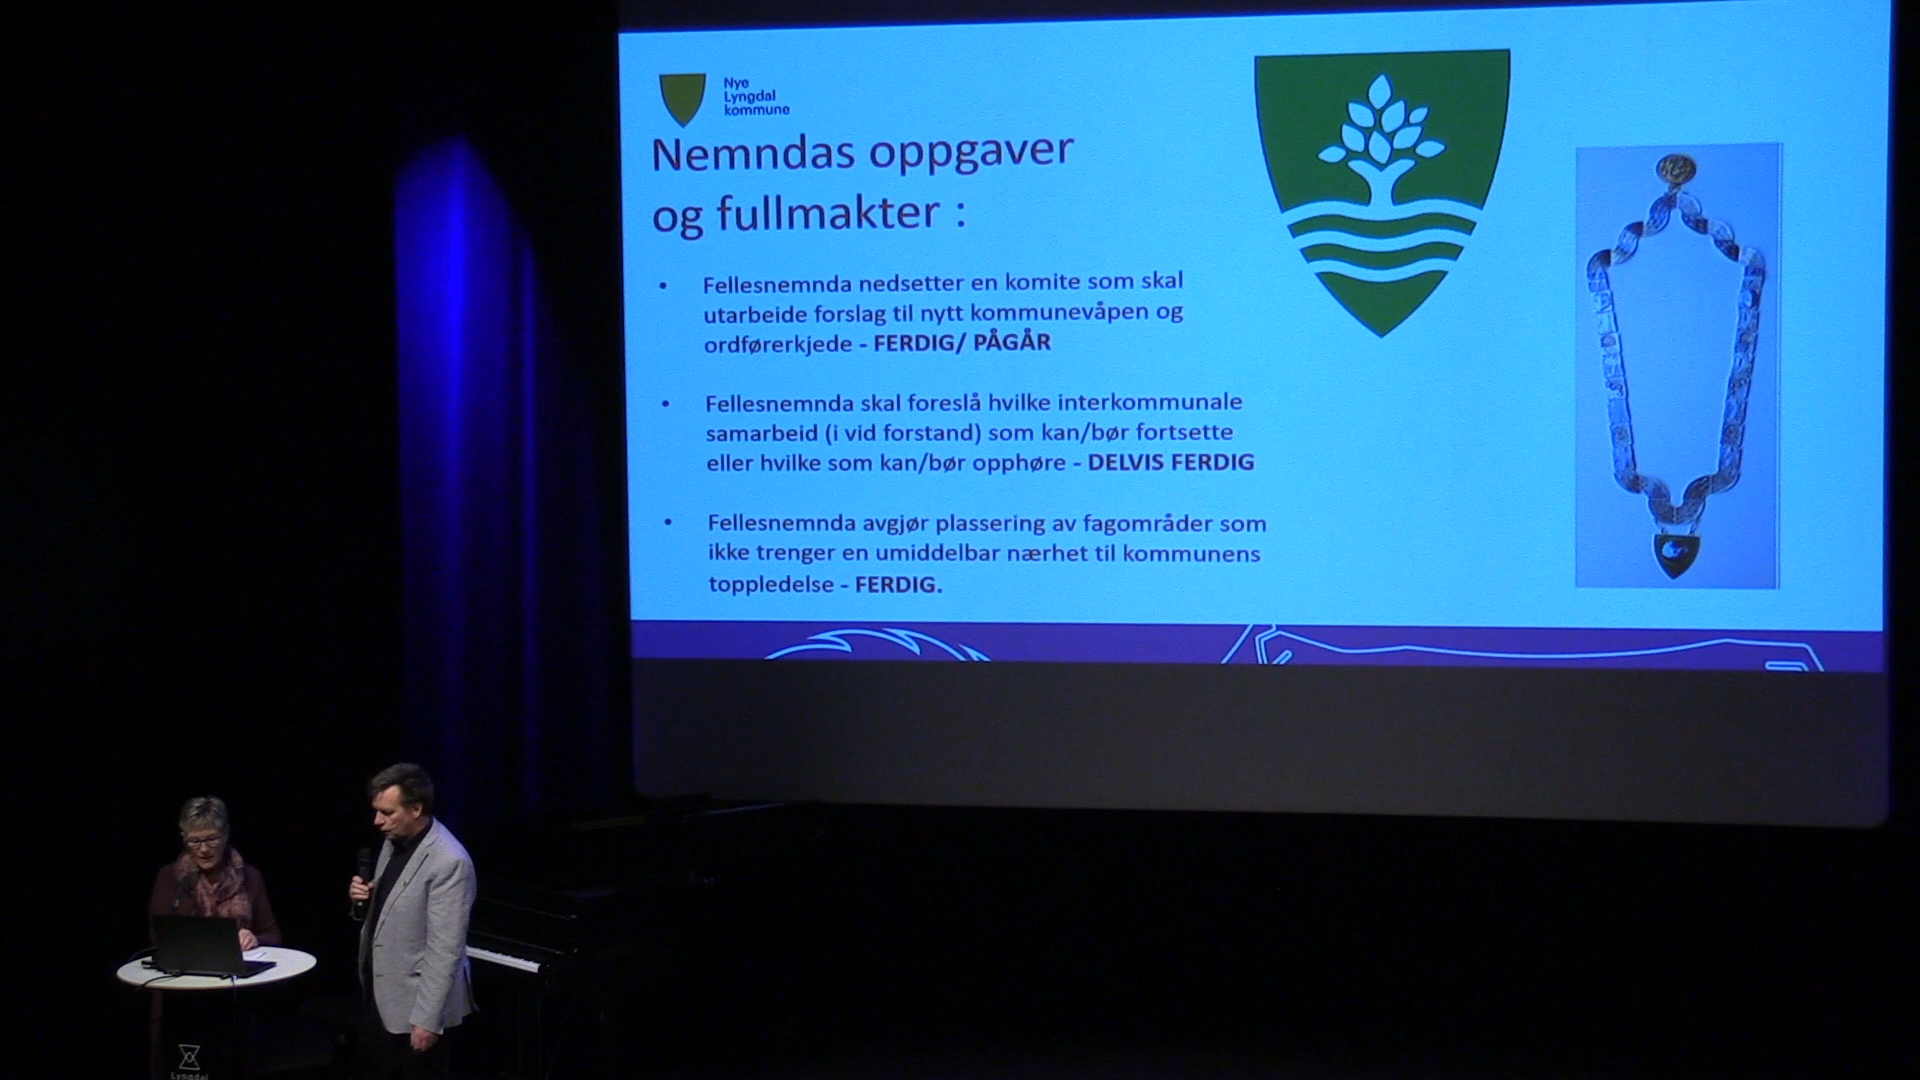 Nye
Lyngdal
kommune
Nemndas oppgaver
og fullmakter :
• Fellesnemnda nedsetter en komite som skal
utarbeide forslag til nytt kommunevåpen og
ordførerkjede - FERDIG/ PÅGÅR
• Fellesnemnda skal foreslå hvilke interkommunale
samarbeid (i vid forstand) som kan/bør fortsette
eller hvilke som kan/bør opphøre - DELVIS FERDIG
• Fellesnemnda avgjør plassering av fagområder som
ikke trenger en umiddelbar nærhet til kommunens
toppledelse - FERDIG.
Lyngdal